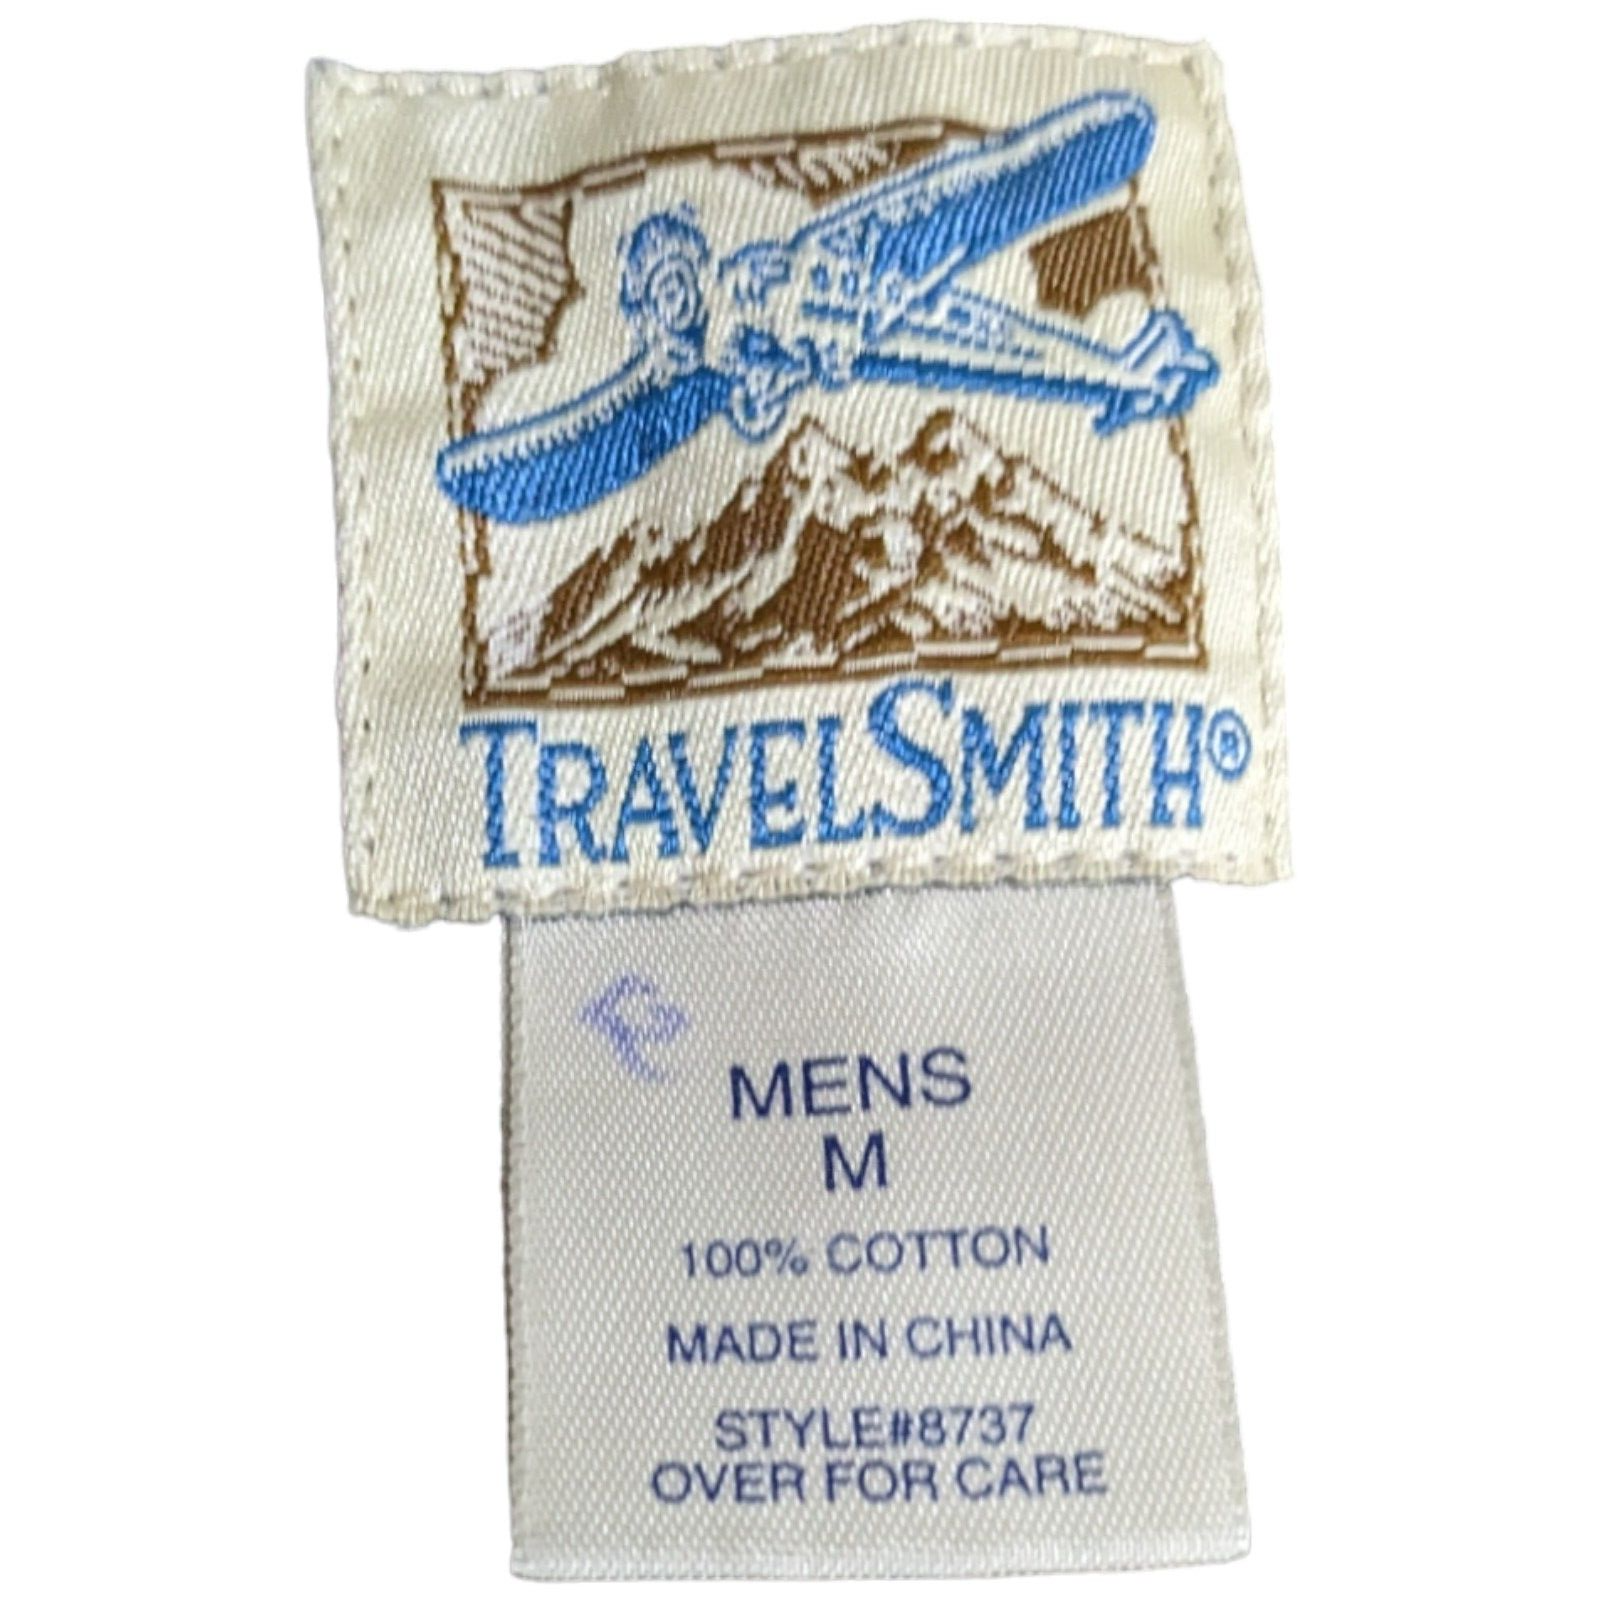 TRAVELSMITH®
MENS
M
100% COTTON
MADE IN CHINA
STYLE#8737
OVER FOR CARE